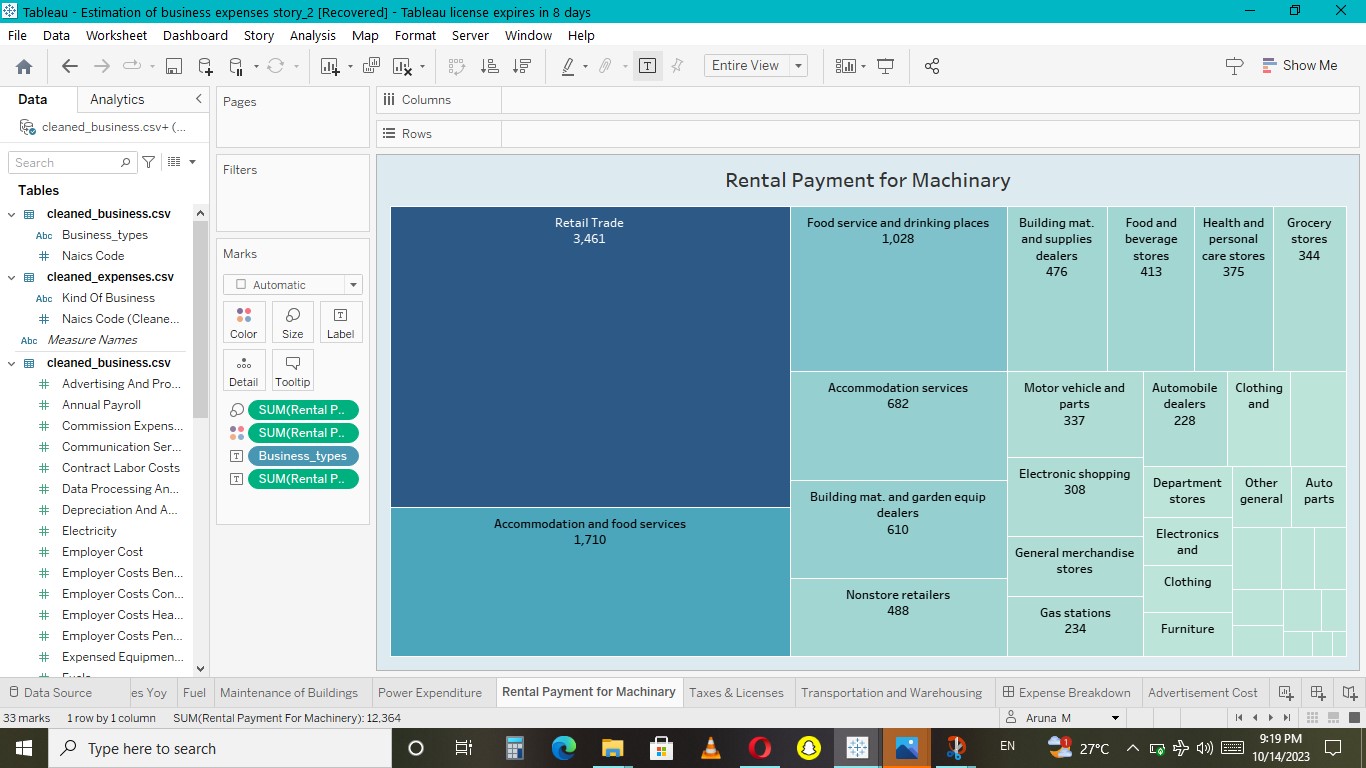 Tableau - Estimation of business expenses story_2 [Recovered] - Tableau license expires in 8 days
File Data Worksheet Dashboard Story Analysis Map Format Server Window Help
Entire View
Show Me
Data Analytics
cleaned_business.csv+ (...
Search
Tables
cleaned_business.csv
Abc Business_types
# Naics Code
cleaned_expenses.csv
Abc Kind Of Business
# Naics Code (Cleane...
Abc Measure Names
cleaned_business.csv
# Advertising And Pro...
# Annual Payroll
# Commission Expens...
# Communication Ser...
# Contract Labor Costs
# Data Processing An...
# Depreciation And A...
# Electricity
# Employer Cost
# Employer Costs Ben...
# Employer Costs Con...
# Employer Costs Hea...
# Employer Costs Pen...
# Expensed Equipmen...
Pages
Filters
Marks
Automatic
Color Size Label
Detail Tooltip
SUM(Rental P..
SUM(Rental P..
Business_types
SUM(Rental P..
Columns
Rows
Rental Payment for Machinary
Retail Trade
3,461
Accommodation and food services
1,710
Food service and drinking places
1,028
Accommodation services
682
Building mat. and garden equip
dealers
610
Nonstore retailers
488
Building mat.
and supplies
dealers
476
Food and
beverage
stores
413
Health and
personal
care stores
375
Grocery
stores
344
Motor vehicle and
parts
337
Electronic shopping
308
General merchandise
stores
Gas stations
234
Automobile
dealers
228
Clothing
and
Department
stores
Other
general
Auto
parts
Electronics
and
Clothing
Furniture
Data Source es Yoy Fuel Maintenance of Buildings Power Expenditure Rental Payment for Machinary Taxes & Licenses Transportation and Warehousing Expense Breakdown Advertisement Cost
33 marks 1 row by 1 column SUM(Rental Payment For Machinery): 12,364
Aruna M
Type here to search
EN
1
27°C
9:19 PM
10/14/2023